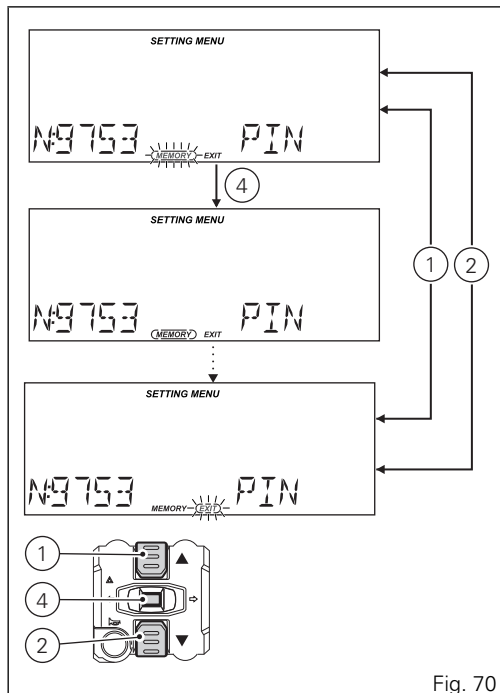 SETTING MENU
N:9753 PIN
MEMORY EXIT
4
SETTING MENU
N:9753 PIN
MEMORY EXIT
1 2
SETTING MENU
N:9753 PIN
MEMORY EXIT
1
4
2
Fig. 70